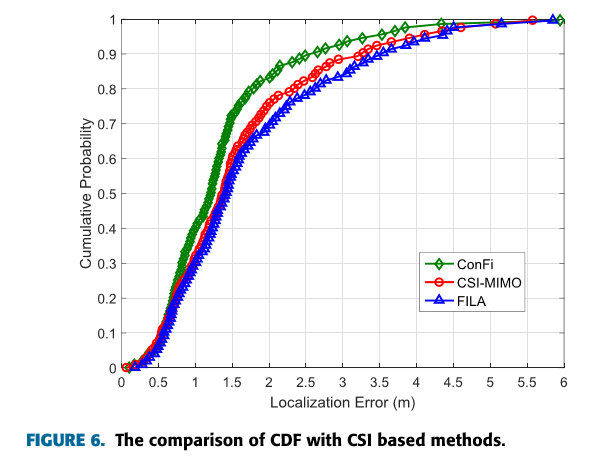 1
0.9
0.8
0.7
0.6
0.5
0.4
0.3
0.2
0.1
0
Cumulative Probability
ConFi
CSI-MIMO
FILA
0 0.5 1 1.5 2 2.5 3 3.5 4 4.5 5 5.5 6
Localization Error (m)
FIGURE 6. The comparison of CDF with CSI based methods.